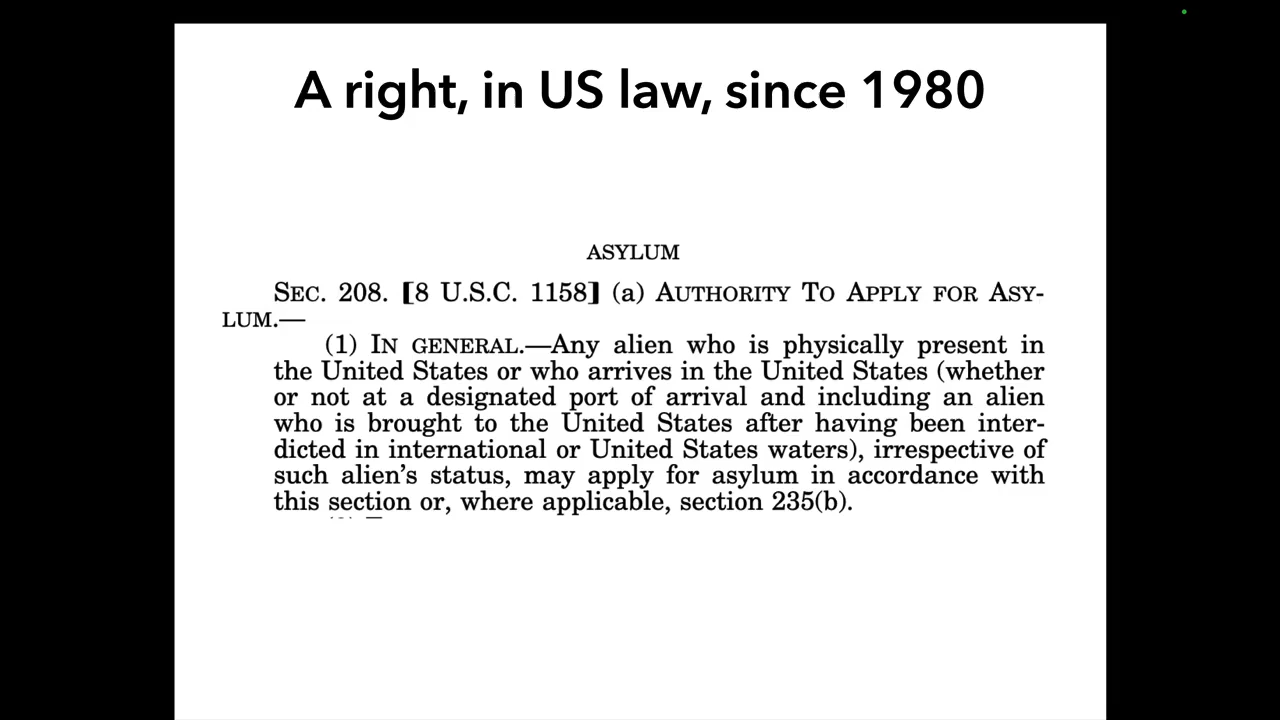 A right, in US law, since 1980
ASYLUM
SEC. 208. [8 U.S.C. 1158] (a) AUTHORITY TO APPLY FOR ASY-
LUM.—
(1) IN GENERAL.—Any alien who is physically present in
the United States or who arrives in the United States (whether
or not at a designated port of arrival and including an alien
who is brought to the United States after having been inter-
dicted in international or United States waters), irrespective of
such alien's status, may apply for asylum in accordance with
this section or, where applicable, section 235(b).